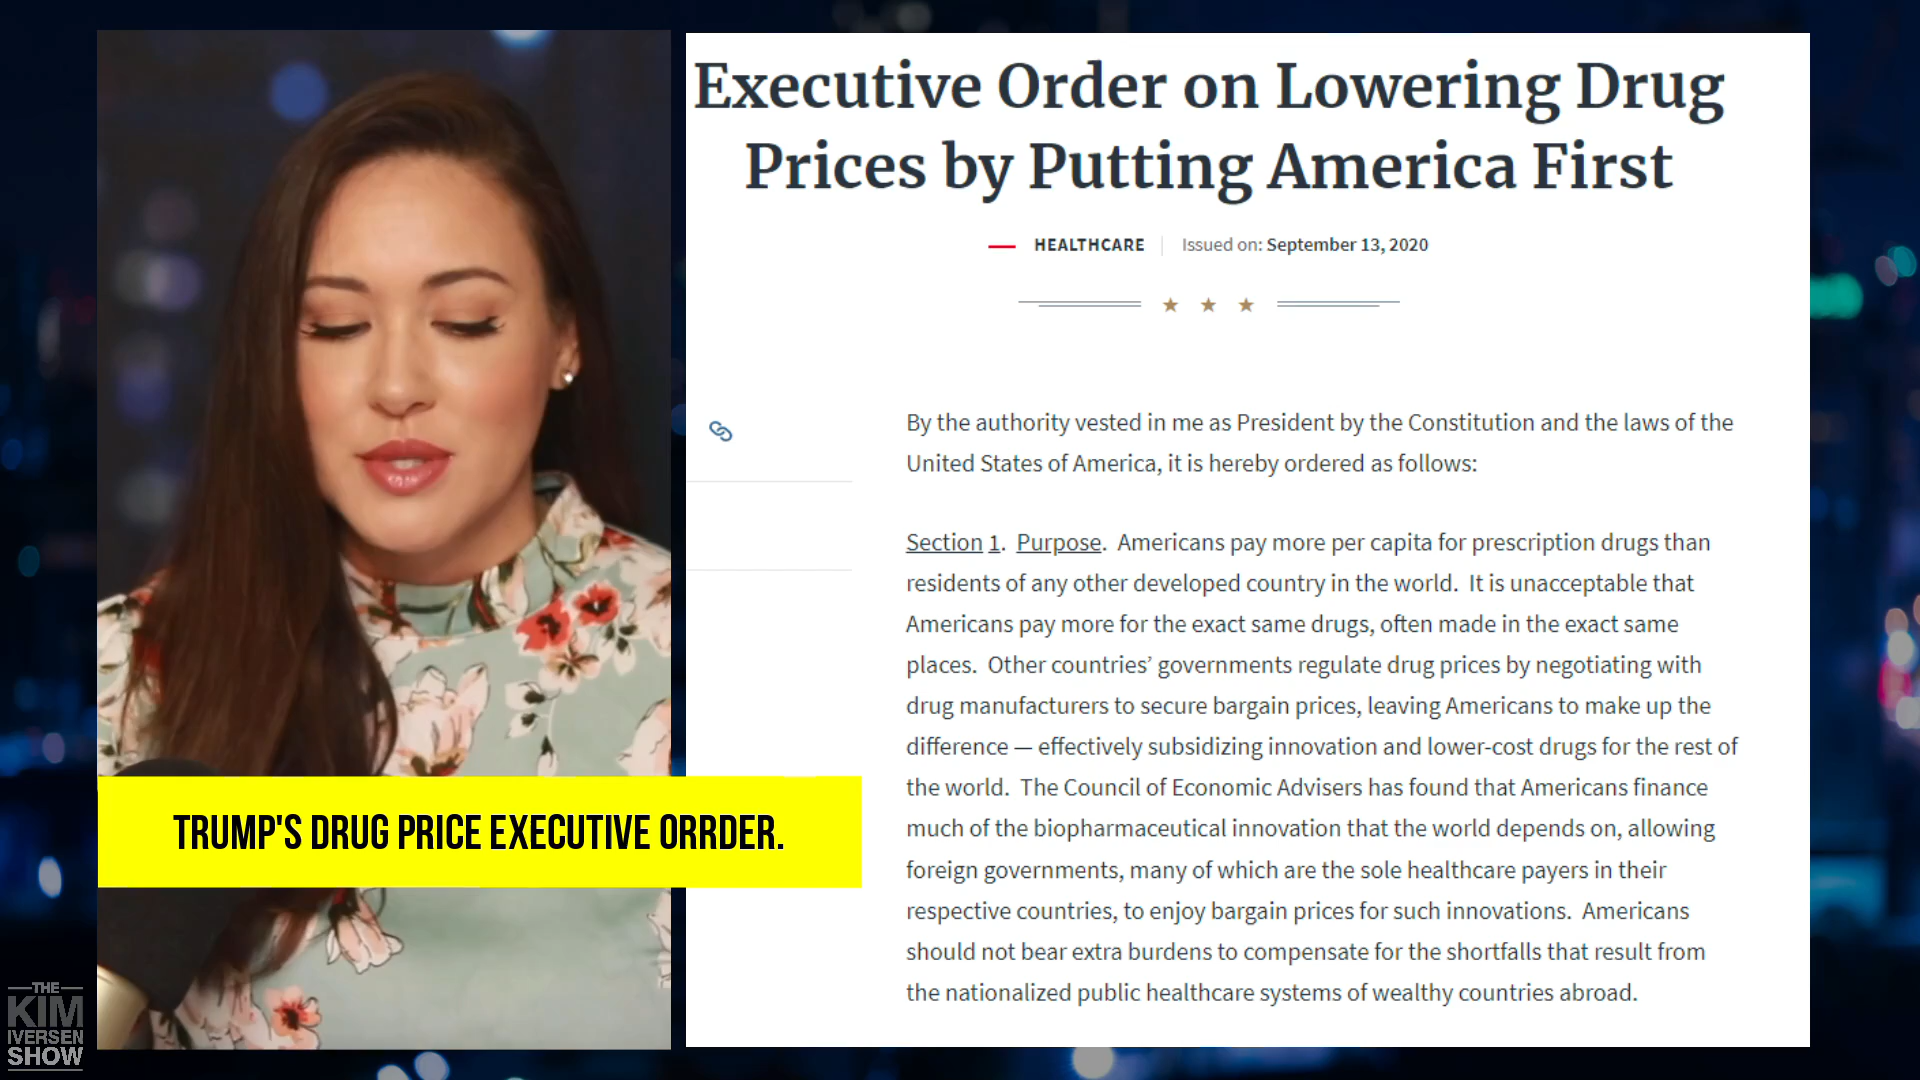 Executive Order on Lowering Drug
Prices by Putting America First
HEALTHCARE Issued on: September 13, 2020
By the authority vested in me as President by the Constitution and the laws of the
United States of America, it is hereby ordered as follows:
Section 1. Purpose. Americans pay more per capita for prescription drugs than
residents of any other developed country in the world. It is unacceptable that
Americans pay more for the exact same drugs, often made in the exact same
places. Other countries’ governments regulate drug prices by negotiating with
drug manufacturers to secure bargain prices, leaving Americans to make up the
difference — effectively subsidizing innovation and lower-cost drugs for the rest of
the world. The Council of Economic Advisers has found that Americans finance
much of the biopharmaceutical innovation that the world depends on, allowing
foreign governments, many of which are the sole healthcare payers in their
respective countries, to enjoy bargain prices for such innovations. Americans
should not bear extra burdens to compensate for the shortfalls that result from
the nationalized public healthcare systems of wealthy countries abroad.
TRUMP'S DRUG PRICE EXECUTIVE ORRDER.
THE
KIM
IVERSEN
SHOW